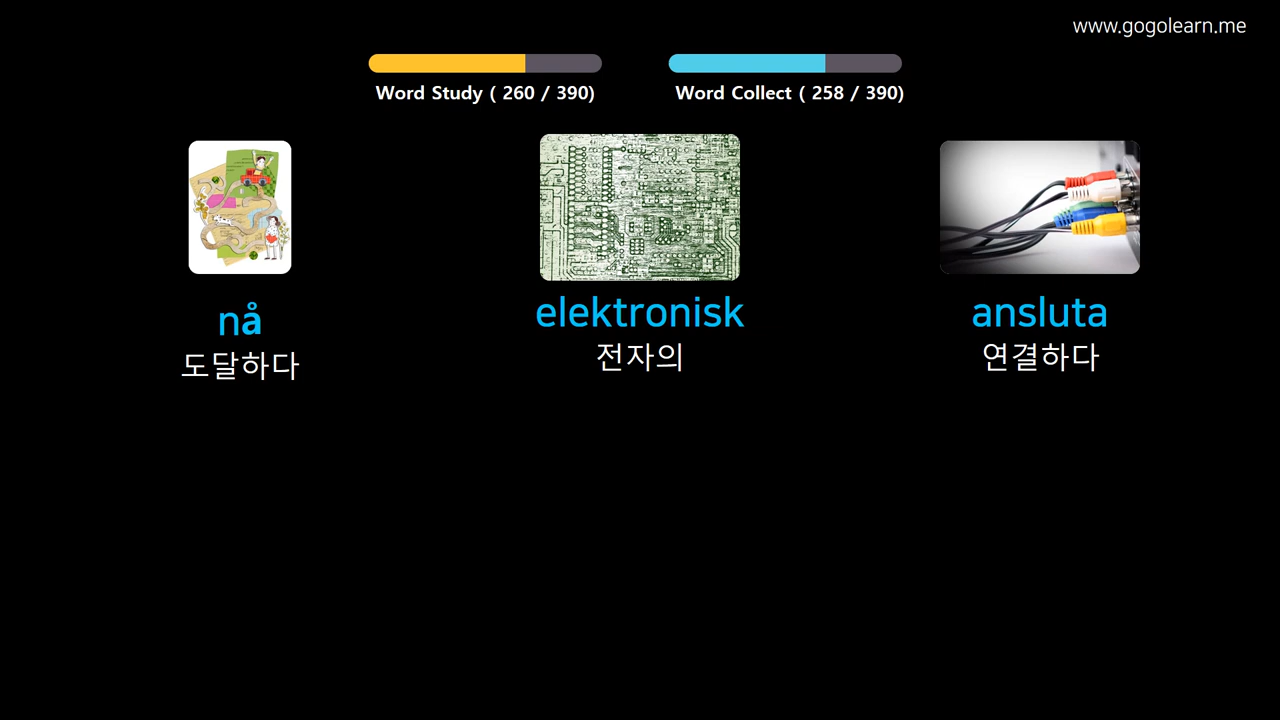 www.gogolearn.me
Word Study ( 260 / 390)
Word Collect ( 258 / 390)
nå
도달하다
elektronisk
전자의
ansluta
연결하다